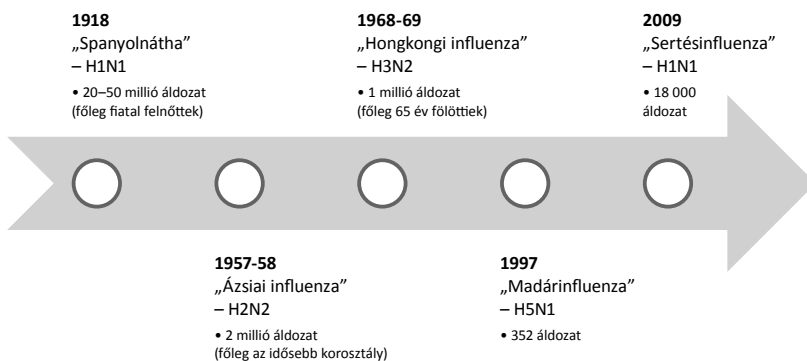 1918
„Spanyolnátha”
– H1N1
• 20–50 millió áldozat
(főleg fiatal felnőttek)
1968-69
„Hongkongi influenza”
– H3N2
• 1 millió áldozat
(főleg 65 év fölöttiek)
2009
„Sertésinfluenza”
– H1N1
• 18 000
áldozat
1957-58
„Ázsiai influenza”
– H2N2
• 2 millió áldozat
(főleg az idősebb korosztály)
1997
„Madárinfluenza”
– H5N1
• 352 áldozat